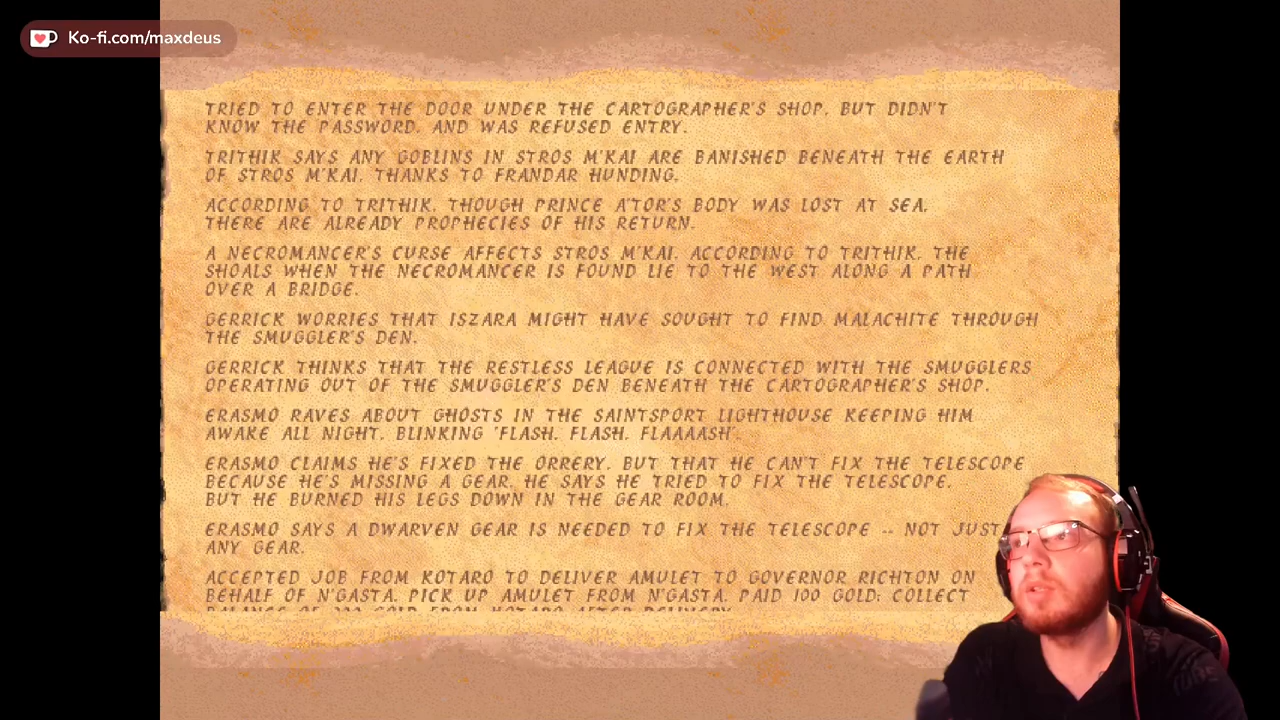 Ko-fi.com/maxdeus
TRIED TO ENTER THE DOOR UNDER THE CARTOGRAPHER'S SHOP, BUT DIDN'T
KNOW THE PASSWORD, AND WAS REFUSED ENTRY.
TRITHIK SAYS ANY GOBLINS IN STROS M'KAI ARE BANISHED BENEATH THE EARTH
OF STROS M'KAI, THANKS TO FRANDAR HUNDING.
ACCORDING TO TRITHIK, THOUGH PRINCE A'TOR'S BODY WAS LOST AT SEA,
THERE ARE ALREADY PROPHECIES OF HIS RETURN.
A NECROMANCER'S CURSE AFFECTS STROS M'KAI. ACCORDING TO TRITHIK, THE
SHOALS WHEN THE NECROMANCER IS FOUND LIE TO THE WEST ALONG A PATH
OVER A BRIDGE.
GERRICK WORRIES THAT ISZARA MIGHT HAVE SOUGHT TO FIND MALACHITE THROUGH
THE SMUGGLER'S DEN.
GERRICK THINKS THAT THE RESTLESS LEAGUE IS CONNECTED WITH THE SMUGGLERS
OPERATING OUT OF THE SMUGGLER'S DEN BENEATH THE CARTOGRAPHER'S SHOP.
ERASMO RAVES ABOUT GHOSTS IN THE SAINTSPORT LIGHTHOUSE KEEPING HIM
AWAKE ALL NIGHT, BLINKING 'FLASH, FLASH, FLAAAASH'.
ERASMO CLAIMS HE'S FIXED THE ORRERY, BUT THAT HE CAN'T FIX THE TELESCOPE
BECAUSE HE'S MISSING A GEAR. HE SAYS HE TRIED TO FIX THE TELESCOPE,
BUT HE BURNED HIS LEGS DOWN IN THE GEAR ROOM.
ERASMO SAYS A DWARVEN GEAR IS NEEDED TO FIX THE TELESCOPE -- NOT JUST
ANY GEAR.
ACCEPTED JOB FROM KOTARO TO DELIVER AMULET TO GOVERNOR RICHTON ON
BEHALF OF N'GASTA. PICK UP AMULET FROM N'GASTA. PAID 100 GOLD; COLLECT
BALANCE OF GOLD FROM KOTARO AFTER DELIVERY.